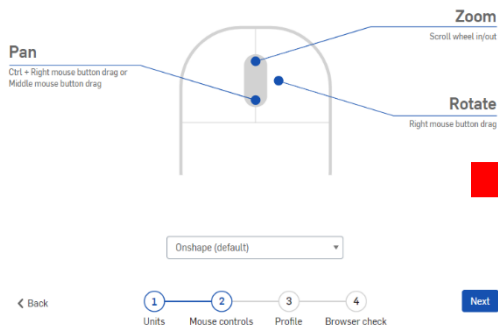 Zoom
Scroll wheel in/out
Pan
Ctrl + Right mouse button drag or
Middle mouse button drag
Rotate
Right mouse button drag
Onshape (default)
Back
1 2 3 4
Units Mouse controls Profile Browser check
Next